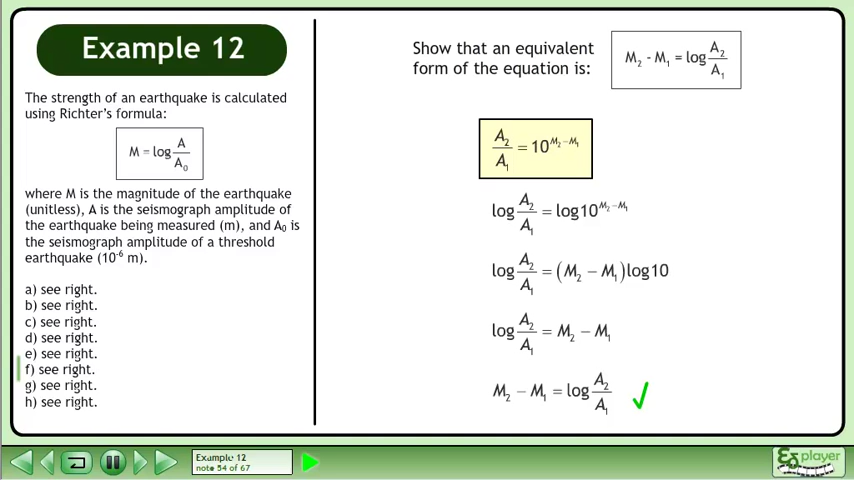 Example 12
The strength of an earthquake is calculated
using Richter's formula:
M = log A/A₀
where M is the magnitude of the earthquake
(unitless), A is the seismograph amplitude of
the earthquake being measured (m), and A₀ is
the seismograph amplitude of a threshold
earthquake (10⁻⁶ m).
a) see right.
b) see right.
c) see right.
d) see right.
e) see right.
f) see right.
g) see right.
h) see right.
Show that an equivalent
form of the equation is:
M₂ - M₁ = log A₂/A₁
A₂/A₁ = 10^(M₂ − M₁)
log A₂/A₁ = log10^(M₂ − M₁)
log A₂/A₁ = (M₂ − M₁)log10
log A₂/A₁ = M₂ − M₁
M₂ − M₁ = log A₂/A₁ ✓
Example 12
note 54 of 67
player